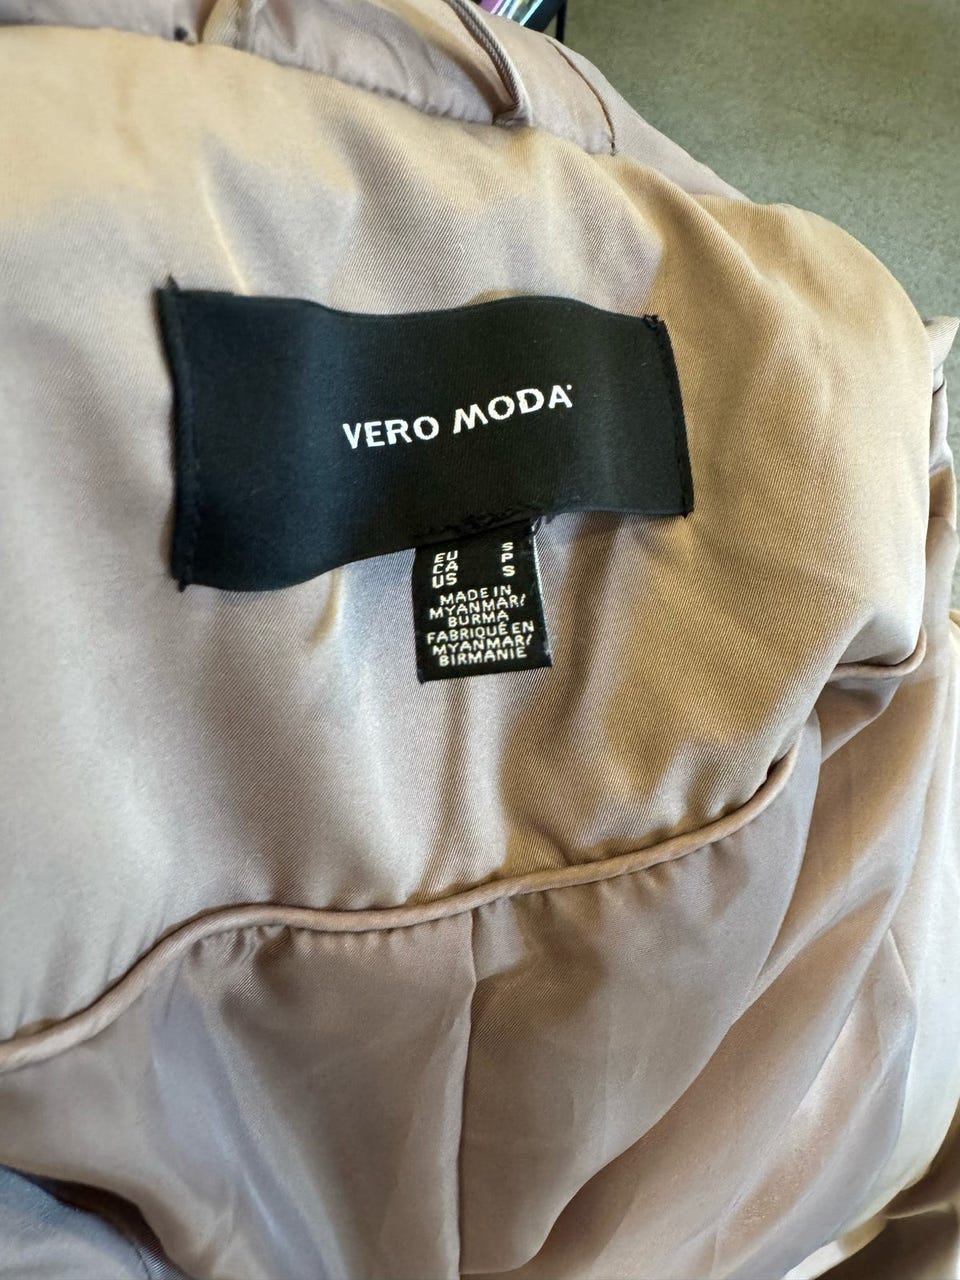 VERO MODA
EU S
CA P
US S
MADE IN
MYANMAR/
BURMA
FABRIQUÉ EN
MYANMAR/
BIRMANIE